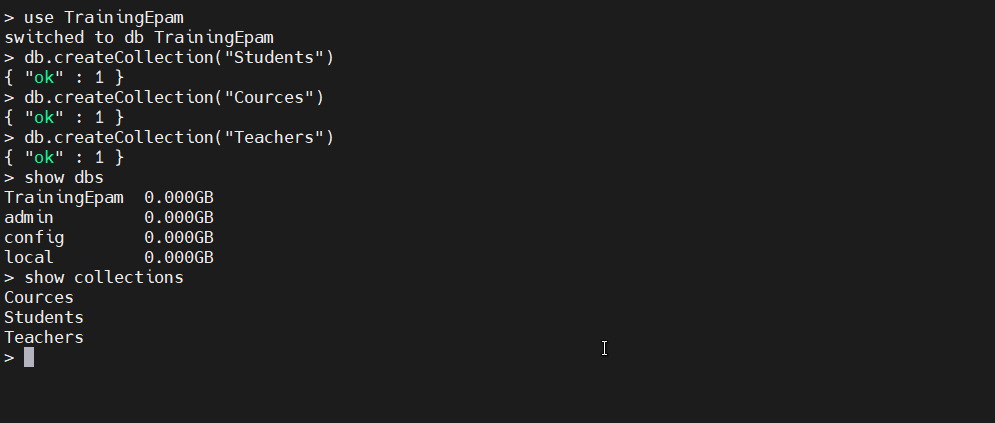 > use TrainingEpam
switched to db TrainingEpam
> db.createCollection("Students")
{ "ok" : 1 }
> db.createCollection("Cources")
{ "ok" : 1 }
> db.createCollection("Teachers")
{ "ok" : 1 }
> show dbs
TrainingEpam  0.000GB
admin         0.000GB
config        0.000GB
local         0.000GB
> show collections
Cources
Students
Teachers
>